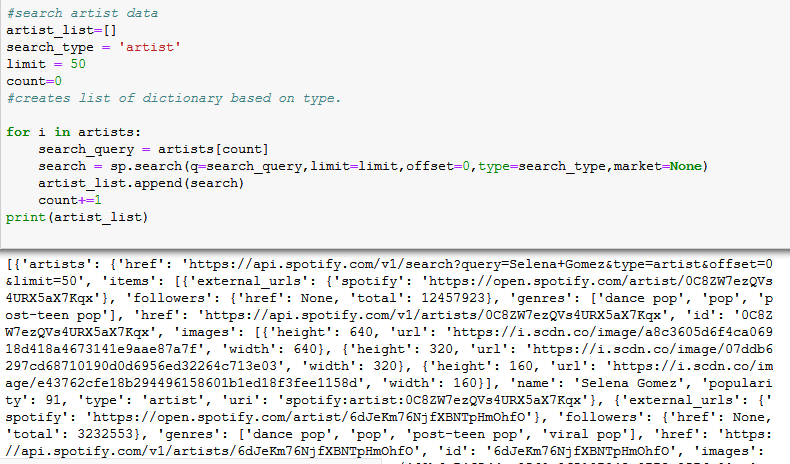 #search artist data
artist_list=[]
search_type = 'artist'
limit = 50
count=0
#creates list of dictionary based on type.
for i in artists:
    search_query = artists[count]
    search = sp.search(q=search_query,limit=limit,offset=0,type=search_type,market=None)
    artist_list.append(search)
    count+=1
print(artist_list)
[{'artists': {'href': 'https://api.spotify.com/v1/search?query=Selena+Gomez&type=artist&offset=0
&limit=50', 'items': [{'external_urls': {'spotify': 'https://open.spotify.com/artist/0C8ZW7ezQVs
4URX5aX7Kqx'}, 'followers': {'href': None, 'total': 12457923}, 'genres': ['dance pop', 'pop', 'p
ost-teen pop'], 'href': 'https://api.spotify.com/v1/artists/0C8ZW7ezQVs4URX5aX7Kqx', 'id': '0C8Z
W7ezQVs4URX5aX7Kqx', 'images': [{'height': 640, 'url': 'https://i.scdn.co/image/a8c3605d6f4ca069
18d418a4673141e9aae87a7f', 'width': 640}, {'height': 320, 'url': 'https://i.scdn.co/image/07ddb6
297cd68710190d0d6956ed32264c713e03', 'width': 320}, {'height': 160, 'url': 'https://i.scdn.co/im
age/e43762cfe18b294496158601b1ed18f3fee1158d', 'width': 160}], 'name': 'Selena Gomez', 'populari
ty': 91, 'type': 'artist', 'uri': 'spotify:artist:0C8ZW7ezQVs4URX5aX7Kqx'}, {'external_urls': {'
spotify': 'https://open.spotify.com/artist/6dJeKm76NjfXBNTpHmOhfO'}, 'followers': {'href': None,
'total': 3232553}, 'genres': ['dance pop', 'pop', 'post-teen pop', 'viral pop'], 'href': 'https:
//api.spotify.com/v1/artists/6dJeKm76NjfXBNTpHmOhfO', 'id': '6dJeKm76NjfXBNTpHmOhfO', 'images':